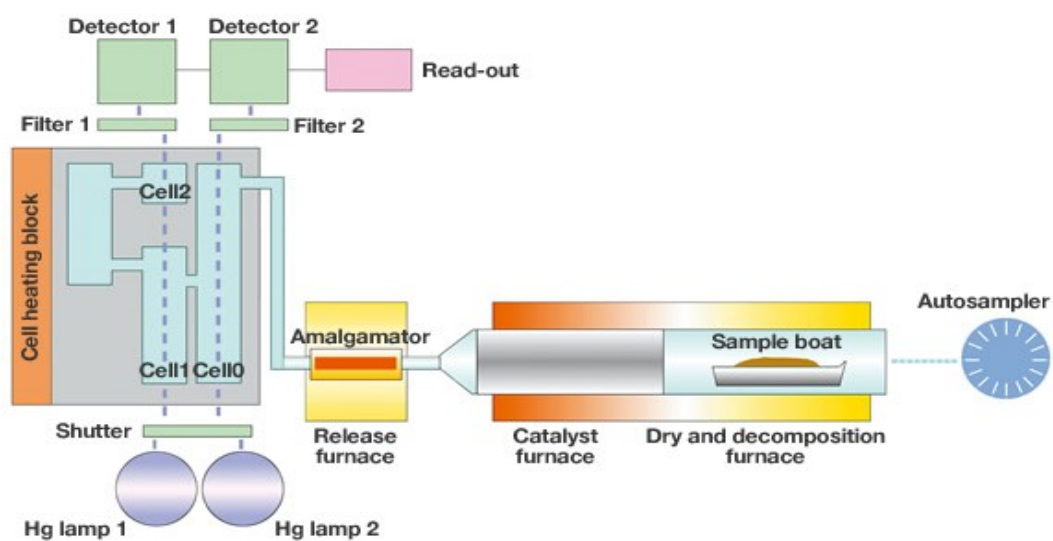 Detector 1
Detector 2
Read-out
Filter 1
Filter 2
Cell heating block
Cell2
Cell1
Cell0
Shutter
Hg lamp 1
Hg lamp 2
Amalgamator
Release
furnace
Catalyst
furnace
Sample boat
Dry and decomposition
furnace
Autosampler